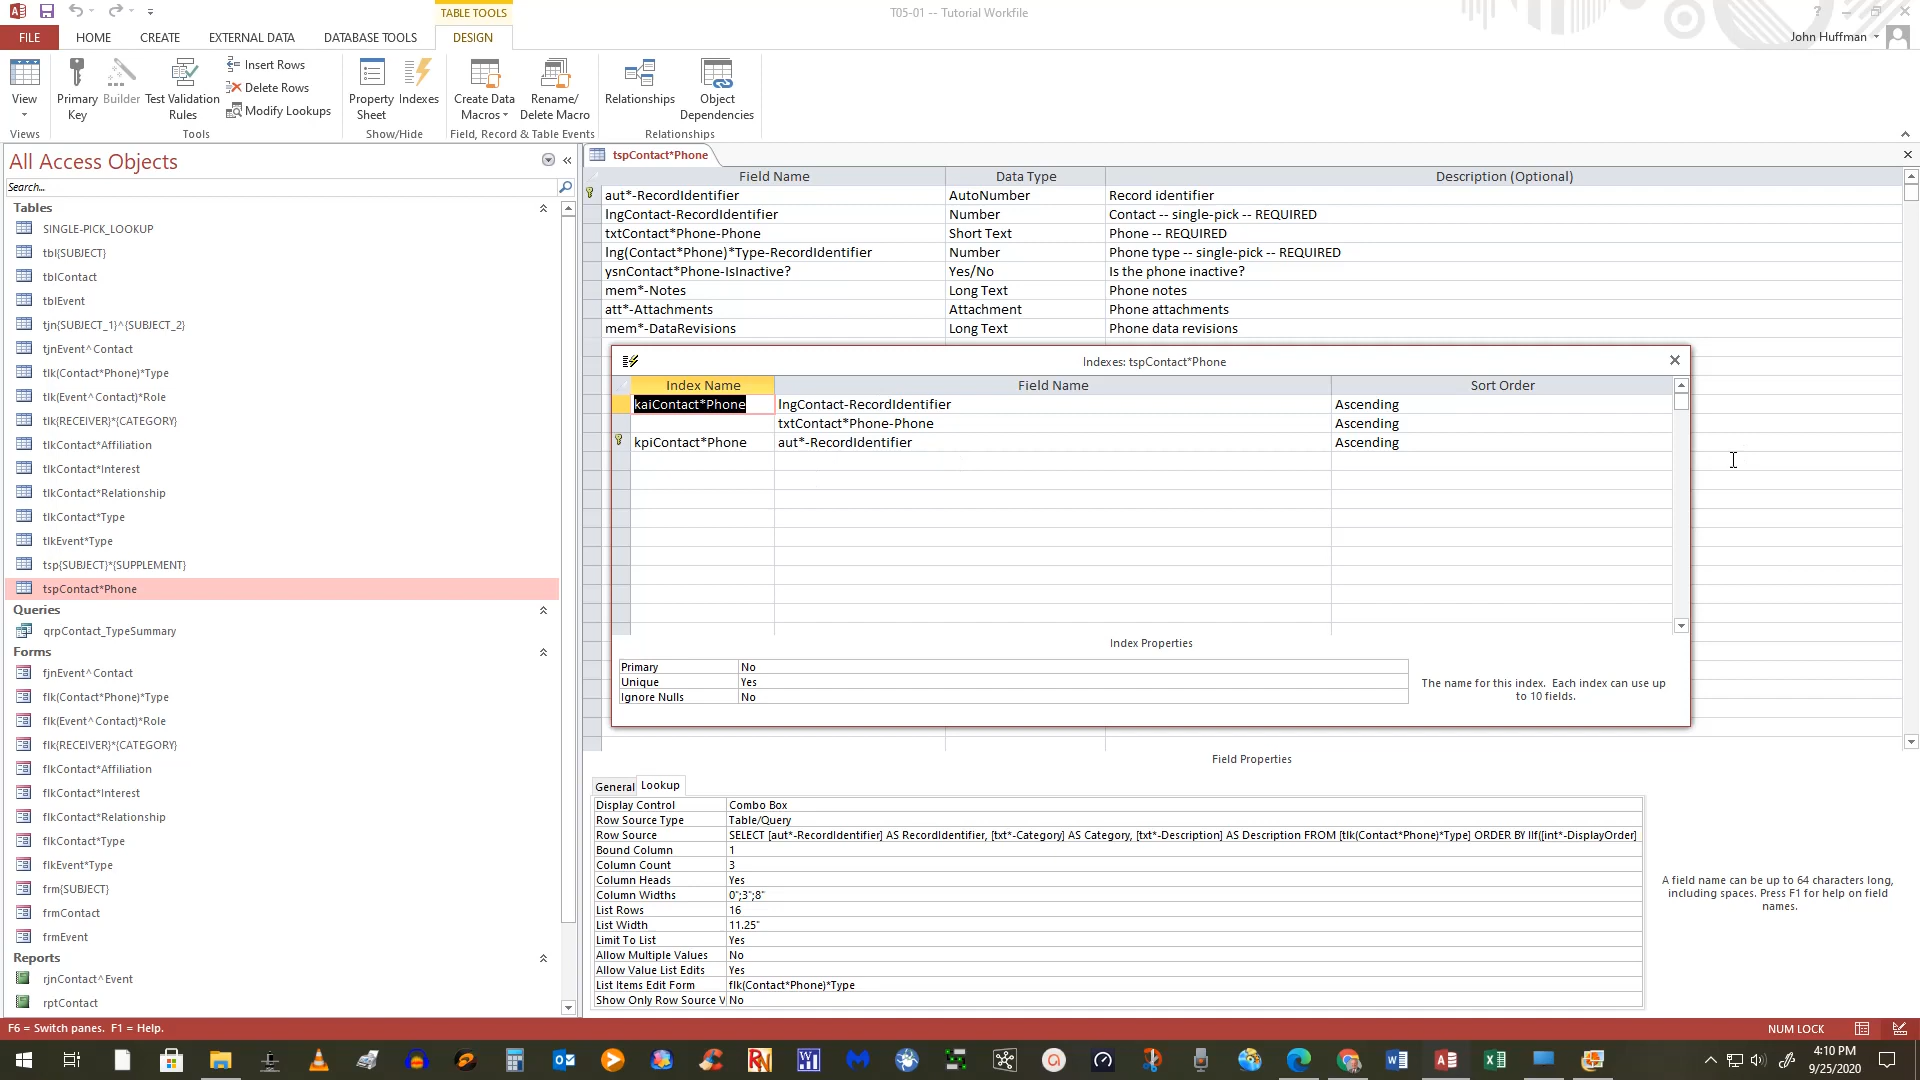 TABLE TOOLS
T05-01 -- Tutorial Workfile
?
FILE
HOME
CREATE
EXTERNAL DATA
DATABASE TOOLS
DESIGN
John Huffman
View
Primary Key
Builder
Test Validation Rules
Insert Rows
Delete Rows
Modify Lookups
Property Sheet
Indexes
Create Data Macros
Rename/ Delete Macro
Relationships
Object Dependencies
Views
Tools
Show/Hide
Field, Record & Table Events
Relationships
All Access Objects
Search...
Tables
SINGLE-PICK_LOOKUP
tbl{SUBJECT}
tblContact
tblEvent
tjn{SUBJECT_1}^{SUBJECT_2}
tjnEvent^Contact
tlk(Contact*Phone)*Type
tlk(Event^Contact)*Role
tlk{RECEIVER}*{CATEGORY}
tlkContact*Affiliation
tlkContact*Interest
tlkContact*Relationship
tlkContact*Type
tlkEvent*Type
tsp{SUBJECT}*{SUPPLEMENT}
tspContact*Phone
Queries
qrpContact_TypeSummary
Forms
fjnEvent^Contact
flk(Contact*Phone)*Type
flk(Event^Contact)*Role
flk{RECEIVER}*{CATEGORY}
flkContact*Affiliation
flkContact*Interest
flkContact*Relationship
flkContact*Type
flkEvent*Type
frm{SUBJECT}
frmContact
frmEvent
Reports
rjnContact^Event
rptContact
tspContact*Phone
Field Name Data Type Description (Optional)
aut*-RecordIdentifier AutoNumber Record identifier
lngContact-RecordIdentifier Number Contact -- single-pick -- REQUIRED
txtContact*Phone-Phone Short Text Phone -- REQUIRED
lng(Contact*Phone)*Type-RecordIdentifier Number Phone type -- single-pick -- REQUIRED
ysnContact*Phone-IsInactive? Yes/No Is the phone inactive?
mem*-Notes Long Text Phone notes
att*-Attachments Attachment Phone attachments
mem*-DataRevisions Long Text Phone data revisions
Indexes: tspContact*Phone
Index Name Field Name Sort Order
kaiContact*Phone lngContact-RecordIdentifier Ascending
txtContact*Phone-Phone Ascending
kpiContact*Phone aut*-RecordIdentifier Ascending
Index Properties
Primary No
Unique Yes
Ignore Nulls No
The name for this index. Each index can use up
to 10 fields.
Field Properties
General Lookup
Display Control Combo Box
Row Source Type Table/Query
Row Source SELECT [aut*-RecordIdentifier] AS RecordIdentifier, [txt*-Category] AS Category, [txt*-Description] AS Description FROM [tlk(Contact*Phone)*Type] ORDER BY IIf([int*-DisplayOrder]
Bound Column 1
Column Count 3
Column Heads Yes
Column Widths 0";3";8"
List Rows 16
List Width 11.25"
Limit To List Yes
Allow Multiple Values No
Allow Value List Edits Yes
List Items Edit Form flk(Contact*Phone)*Type
Show Only Row Source V No
A field name can be up to 64 characters long,
including spaces. Press F1 for help on field
names.
F6 = Switch panes. F1 = Help.
NUM LOCK
4:10 PM
9/25/2020